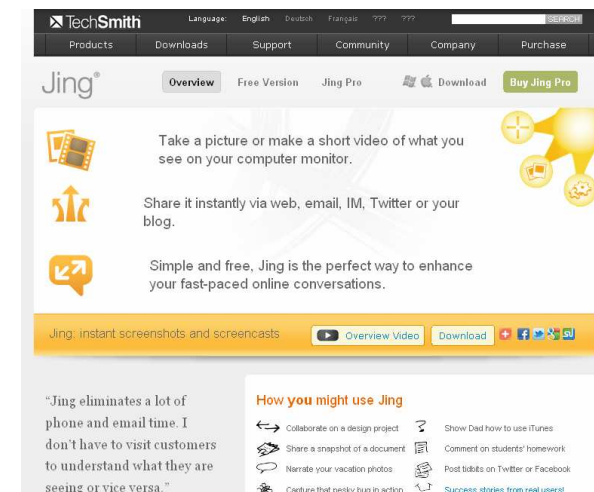 TechSmith Language: English Deutsch Français ??? ??? SEARCH
Products Downloads Support Community Company Purchase
Jing® Overview Free Version Jing Pro Download Buy Jing Pro
Take a picture or make a short video of what you
see on your computer monitor.
Share it instantly via web, email, IM, Twitter or your
blog.
Simple and free, Jing is the perfect way to enhance
your fast-paced online conversations.
Jing: instant screenshots and screencasts Overview Video Download
“Jing eliminates a lot of
phone and email time. I
don't have to visit customers
to understand what they are
seeing or vice versa.”
How you might use Jing
Collaborate on a design project Show Dad how to use iTunes
Share a snapshot of a document Comment on students' homework
Narrate your vacation photos Post tidbits on Twitter or Facebook
Capture that pesky bug in action Success stories from real users!